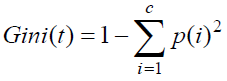 Gini(t) = 1 − ∑_{i=1}^{c} p(i)²